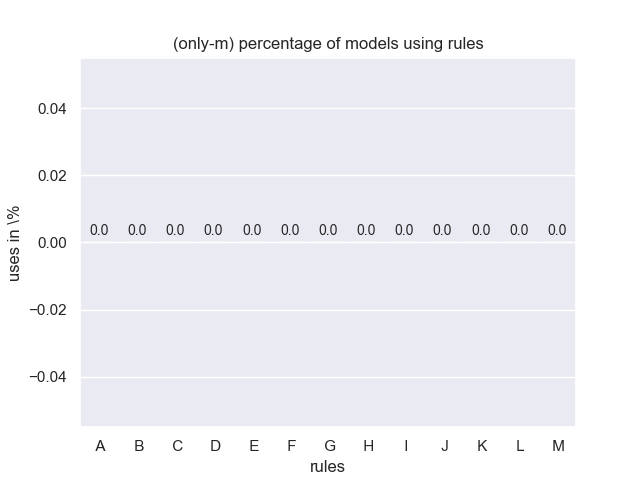 (only-m) percentage of models using rules
0.04
0.02
0.00
−0.02
−0.04
uses in \%
0.0 0.0 0.0 0.0 0.0 0.0 0.0 0.0 0.0 0.0 0.0 0.0 0.0
A B C D E F G H I J K L M
rules